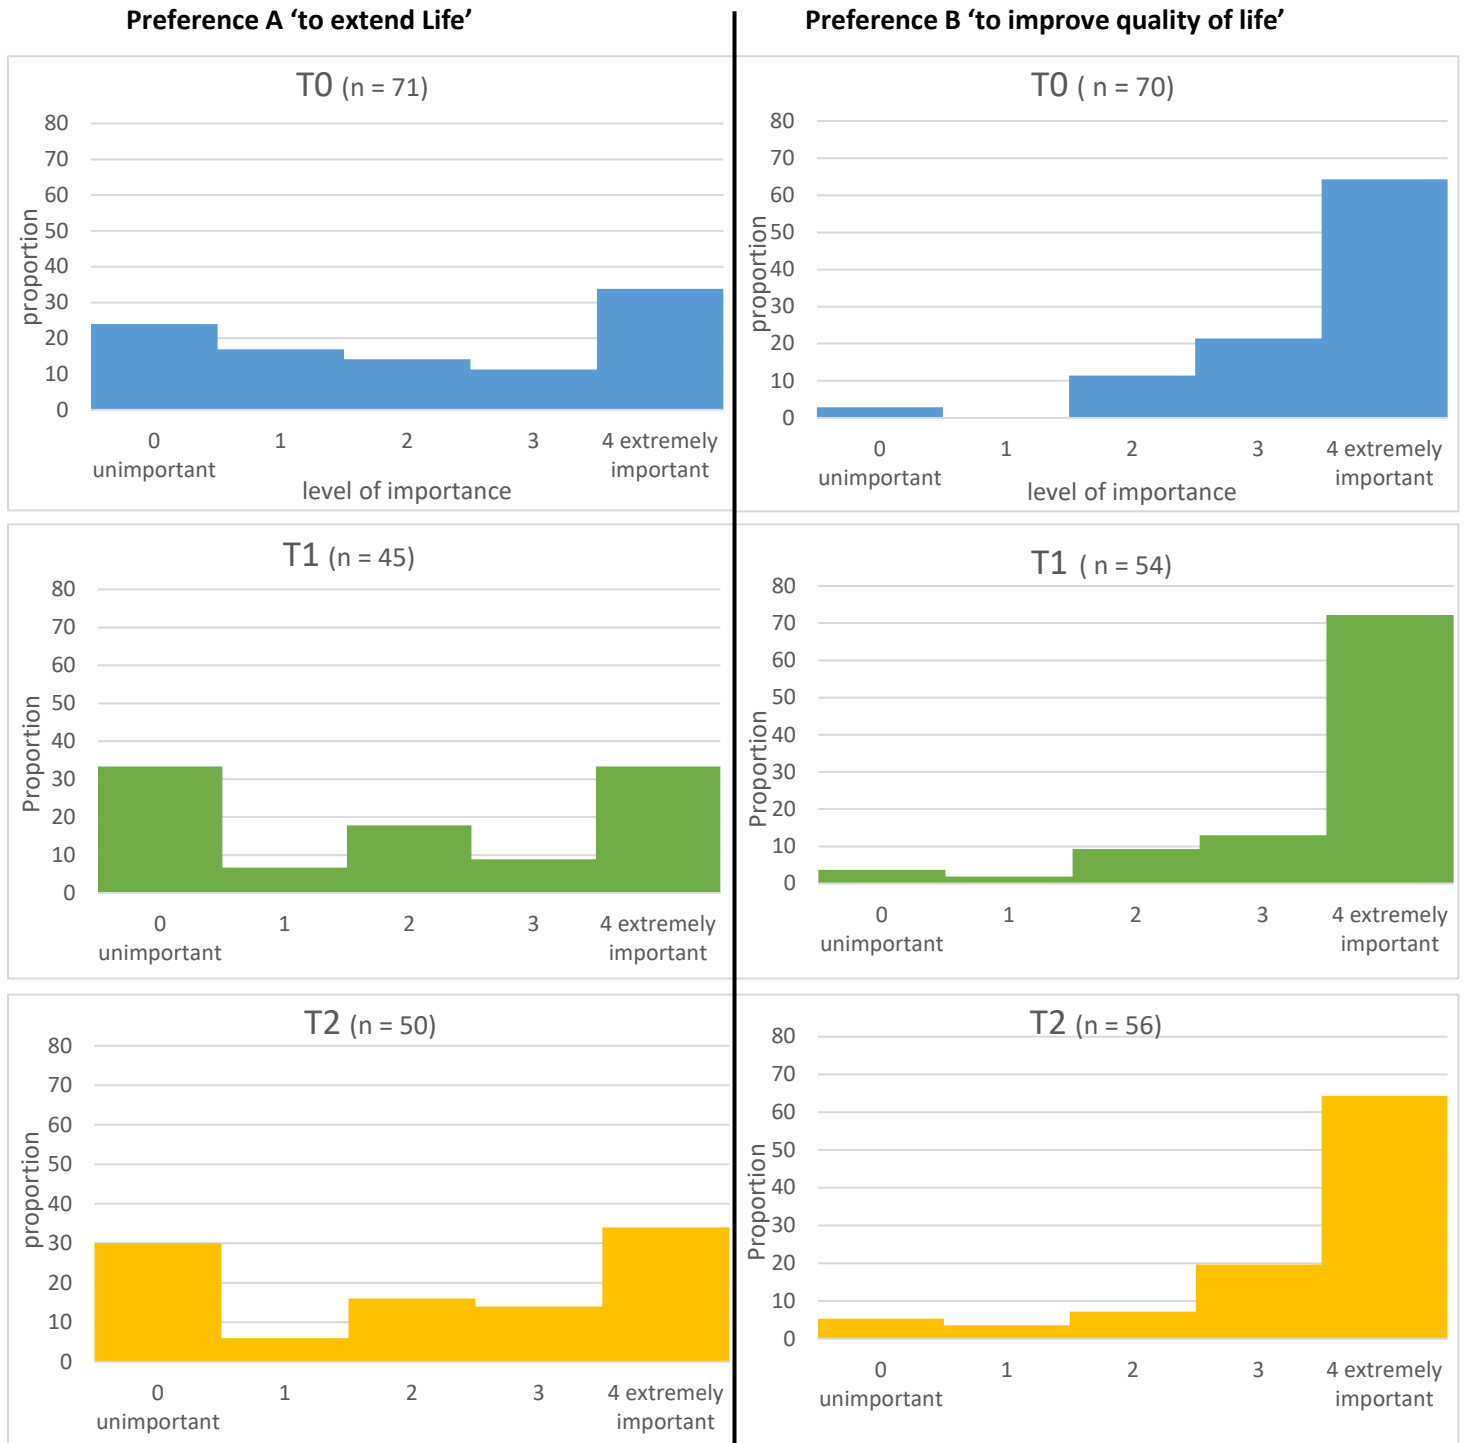 Preference A ‘to extend Life’
Preference B ‘to improve quality of life’
T0 (n = 71)
80
70
60
50
40
30
20
10
0
proportion
0
unimportant
1
2
3
4 extremely
important
level of importance
T0 ( n = 70)
80
70
60
50
40
30
20
10
0
proportion
0
unimportant
1
2
3
4 extremely
important
level of importance
T1 (n = 45)
80
70
60
50
40
30
20
10
0
Proportion
0
unimportant
1
2
3
4 extremely
important
T1 ( n = 54)
80
70
60
50
40
30
20
10
0
Proportion
0
unimportant
1
2
3
4 extremely
important
T2 (n = 50)
80
70
60
50
40
30
20
10
0
proportion
0
unimportant
1
2
3
4 extremely
important
T2 (n = 56)
80
70
60
50
40
30
20
10
0
Proportion
0
unimportant
1
2
3
4 extremely
important